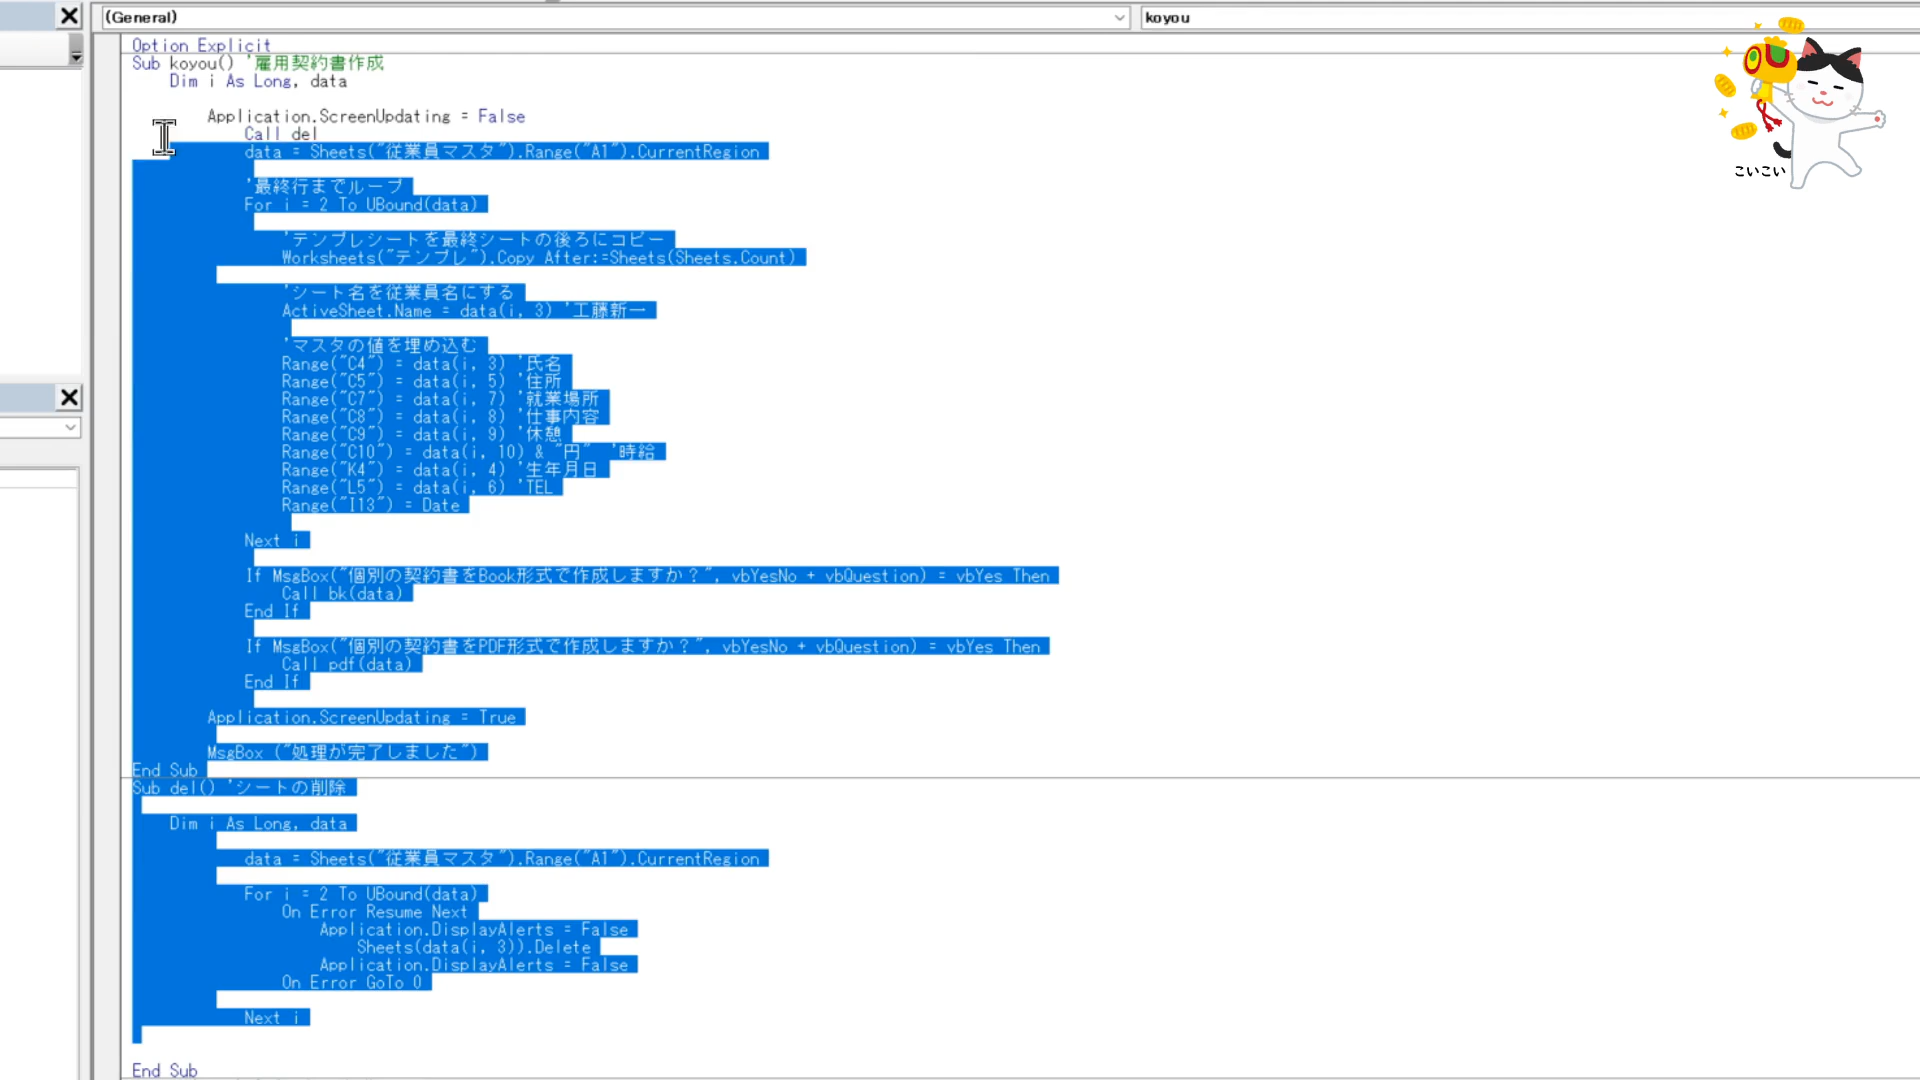 (General)
koyou
こいこい
Option Explicit
Sub koyou() '雇用契約書作成
Dim i As Long, data
Application.ScreenUpdating = False
Call del
data = Sheets("従業員マスタ").Range("A1").CurrentRegion
'最終行までループ
For i = 2 To UBound(data)
'テンプレシートを最終シートの後ろにコピー
Worksheets("テンプレ").Copy After:=Sheets(Sheets.Count)
'シート名を従業員名にする
ActiveSheet.Name = data(i, 3) '工藤新一
'マスタの値を埋め込む
Range("C4") = data(i, 3) '氏名
Range("C5") = data(i, 5) '住所
Range("C7") = data(i, 7) '就業場所
Range("C8") = data(i, 8) '仕事内容
Range("C9") = data(i, 9) '休憩
Range("C10") = data(i, 10) & "円" '時給
Range("K4") = data(i, 4) '生年月日
Range("L5") = data(i, 6) 'TEL
Range("I13") = Date
Next i
If MsgBox("個別の契約書をBook形式で作成しますか？", vbYesNo + vbQuestion) = vbYes Then
Call bk(data)
End If
If MsgBox("個別の契約書をPDF形式で作成しますか？", vbYesNo + vbQuestion) = vbYes Then
Call pdf(data)
End If
Application.ScreenUpdating = True
MsgBox ("処理が完了しました")
End Sub
Sub del() 'シートの削除
Dim i As Long, data
data = Sheets("従業員マスタ").Range("A1").CurrentRegion
For i = 2 To UBound(data)
On Error Resume Next
Application.DisplayAlerts = False
Sheets(data(i, 3)).Delete
Application.DisplayAlerts = False
On Error GoTo 0
Next i
End Sub